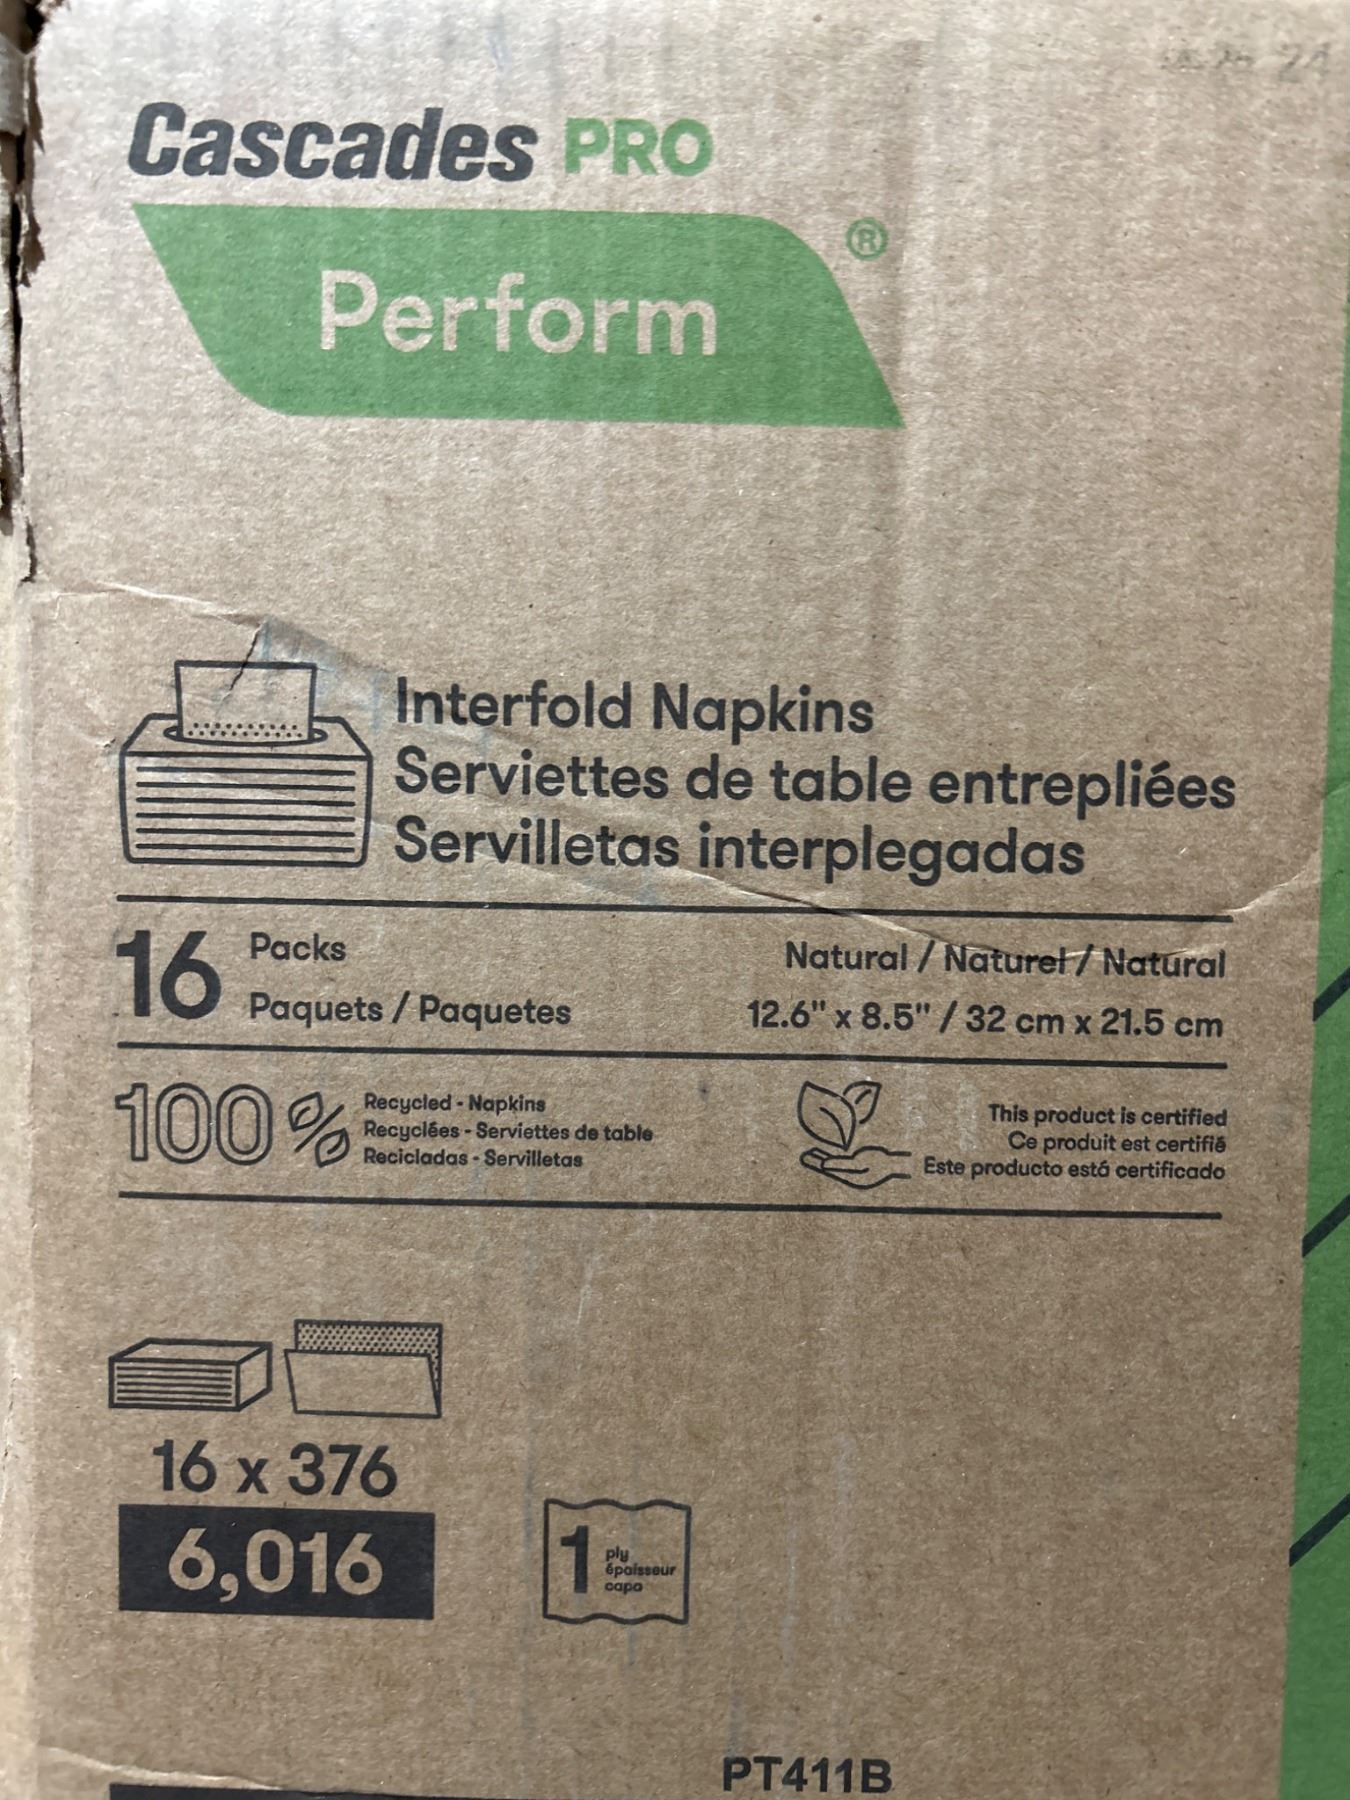 Cascades PRO
Perform ®
Interfold Napkins
Serviettes de table entrepliées
Servilletas interplegadas
16 Packs
Paquets / Paquetes
Natural / Naturel / Natural
12.6" x 8.5" / 32 cm x 21.5 cm
100%
Recycled - Napkins
Recyclées - Serviettes de table
Recicladas - Servilletas
This product is certified
Ce produit est certifié
Este producto está certificado
16 x 376
6,016
1 ply
épaisseur
capa
PT411B